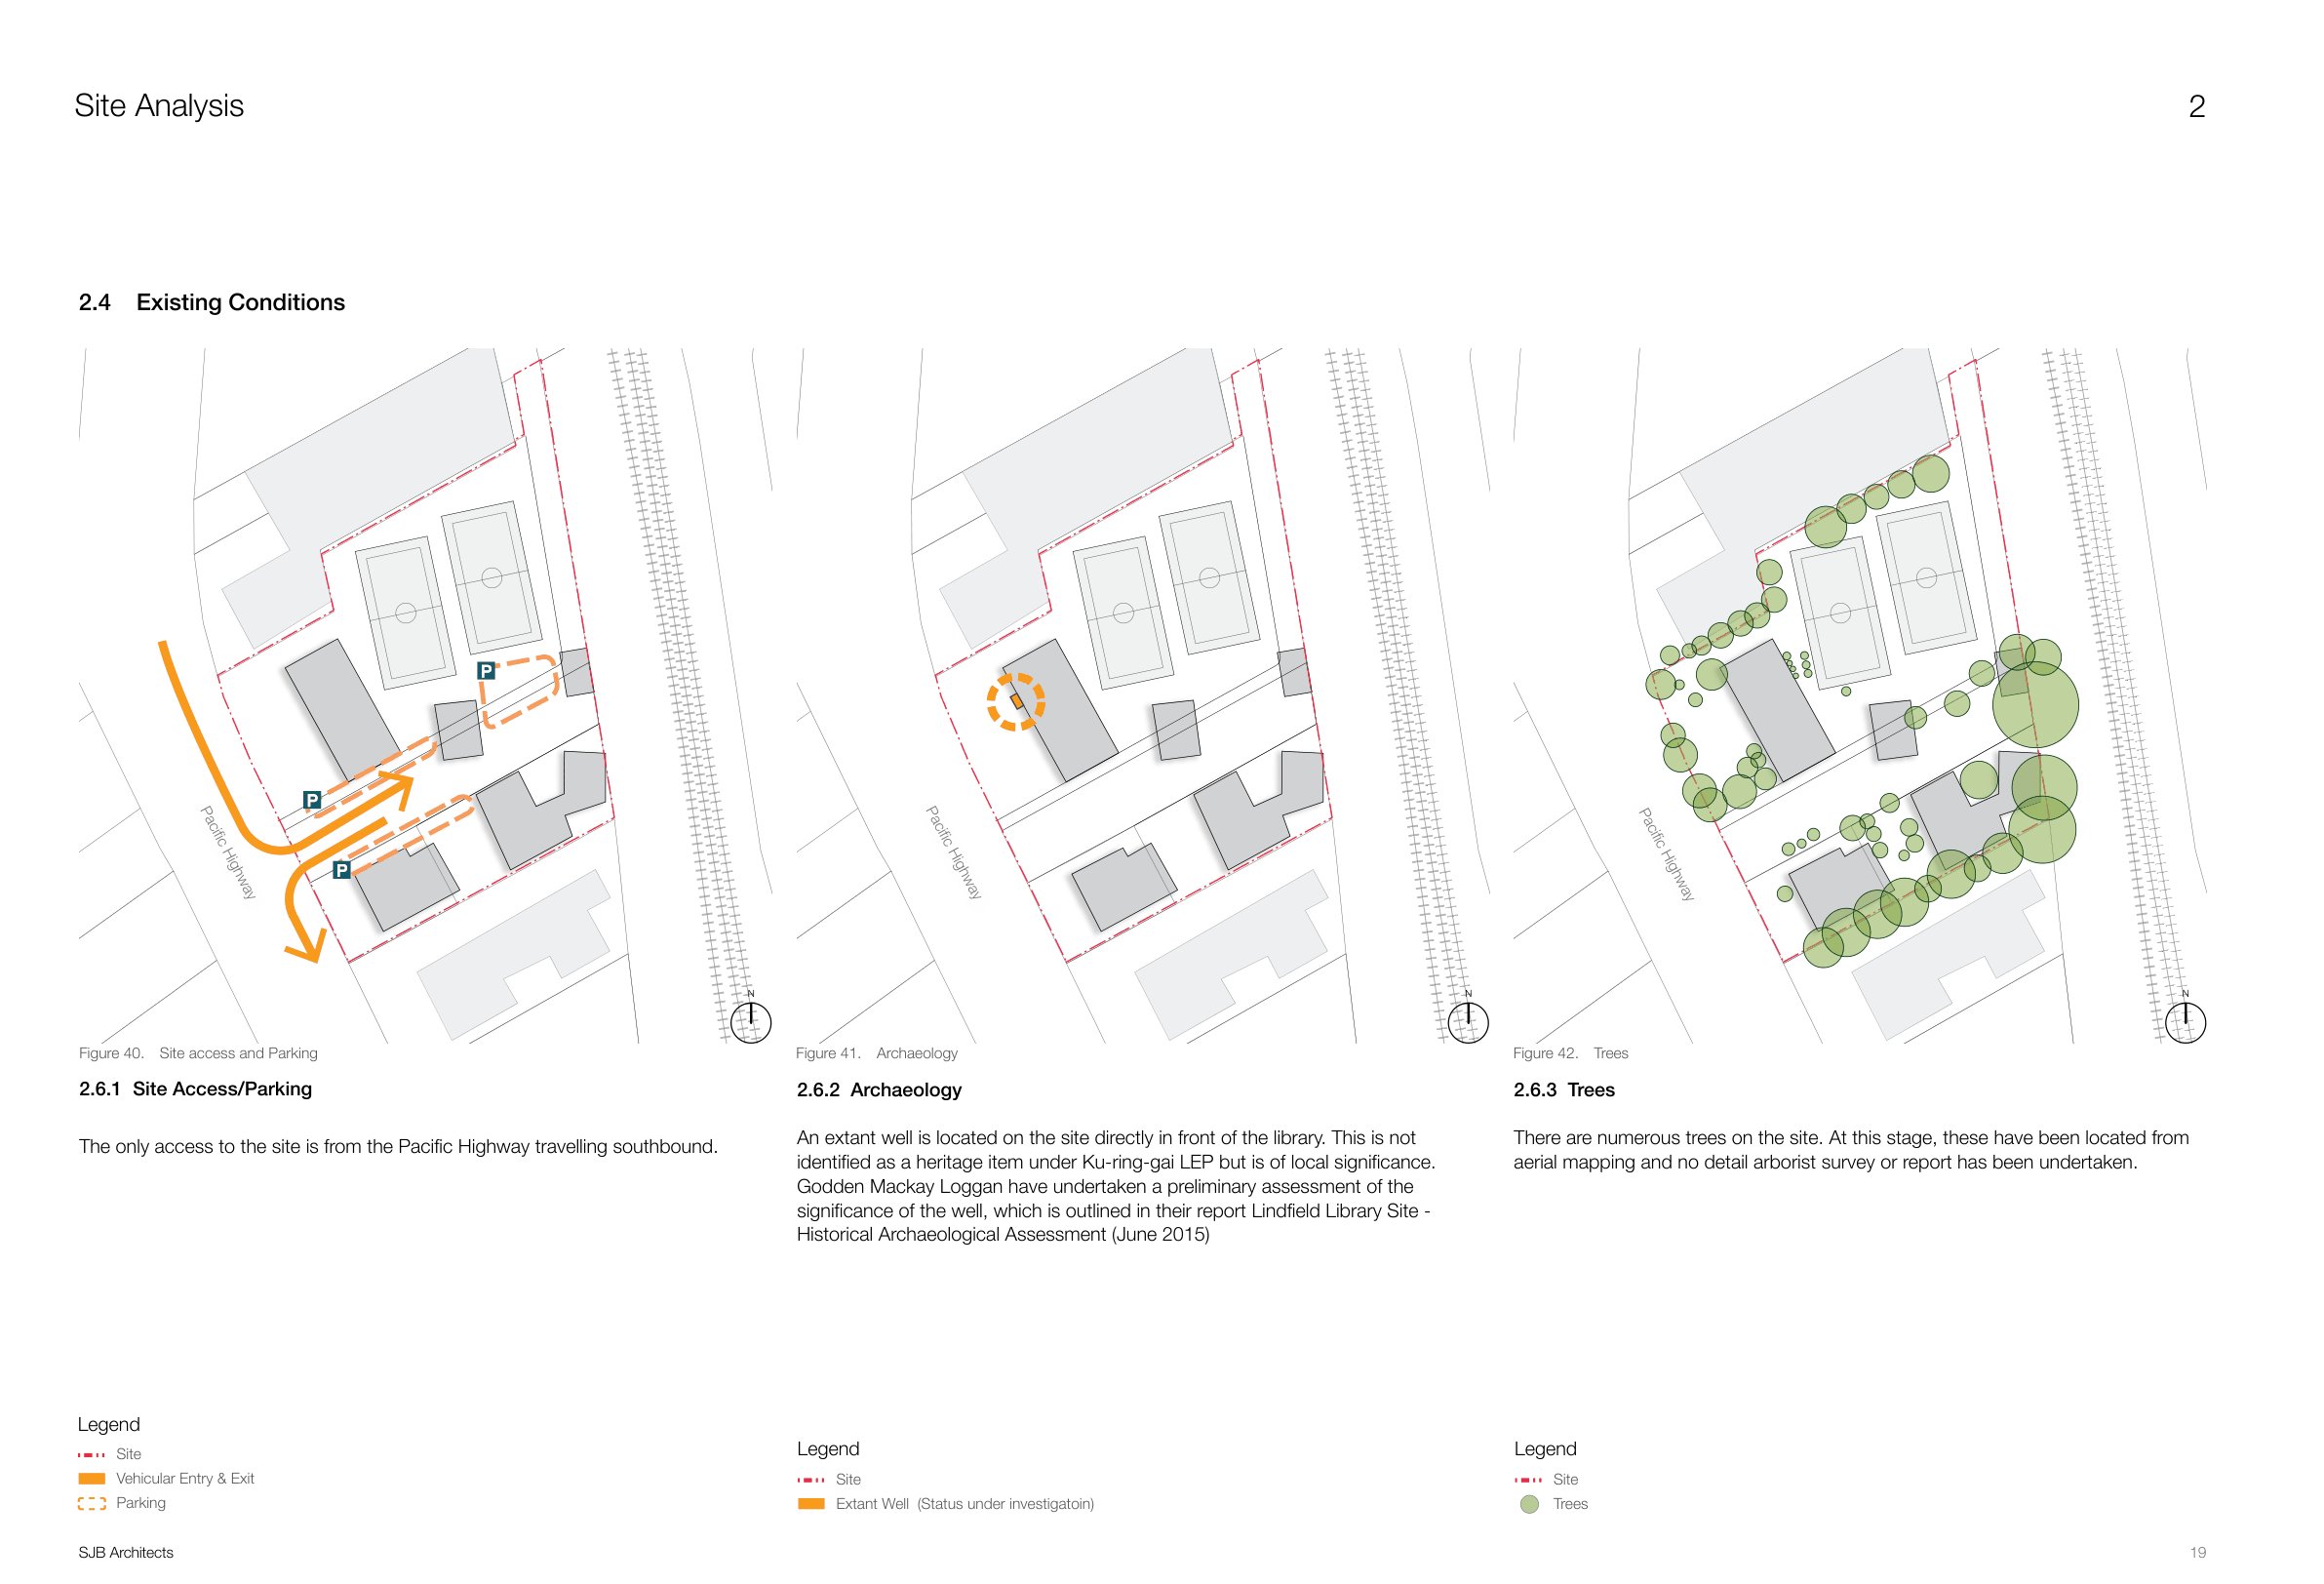 Site Analysis
2
2.4 Existing Conditions
P
P
P
Pacific Highway
N
Pacific Highway
N
Pacific Highway
N
Figure 40. Site access and Parking
2.6.1 Site Access/Parking
The only access to the site is from the Pacific Highway travelling southbound.
Figure 41. Archaeology
2.6.2 Archaeology
An extant well is located on the site directly in front of the library. This is not
identified as a heritage item under Ku-ring-gai LEP but is of local significance.
Godden Mackay Loggan have undertaken a preliminary assessment of the
significance of the well, which is outlined in their report Lindfield Library Site -
Historical Archaeological Assessment (June 2015)
Figure 42. Trees
2.6.3 Trees
There are numerous trees on the site. At this stage, these have been located from
aerial mapping and no detail arborist survey or report has been undertaken.
Legend
Site
Vehicular Entry & Exit
Parking
Legend
Site
Extant Well (Status under investigatoin)
Legend
Site
Trees
SJB Architects
19